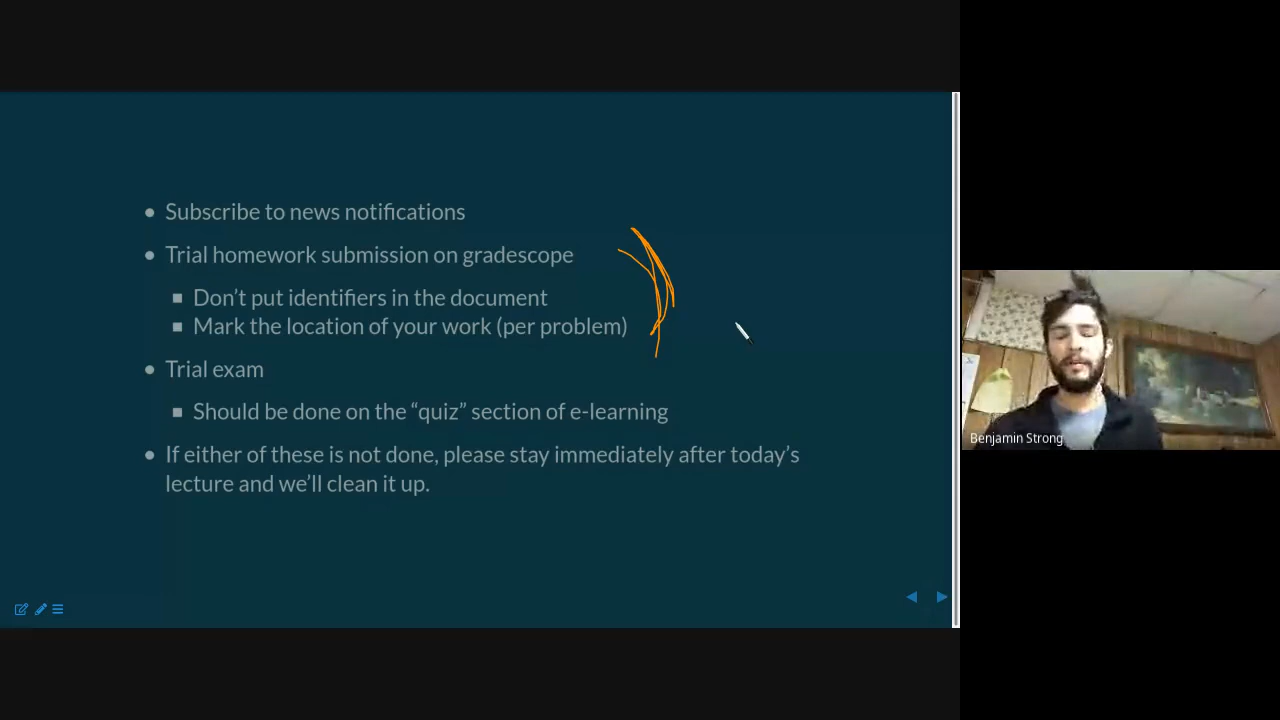 Subscribe to news notifications
Trial homework submission on gradescope
Don’t put identifiers in the document
Mark the location of your work (per problem)
Trial exam
Should be done on the “quiz” section of e-learning
If either of these is not done, please stay immediately after today’s
lecture and we’ll clean it up.
Benjamin Strong